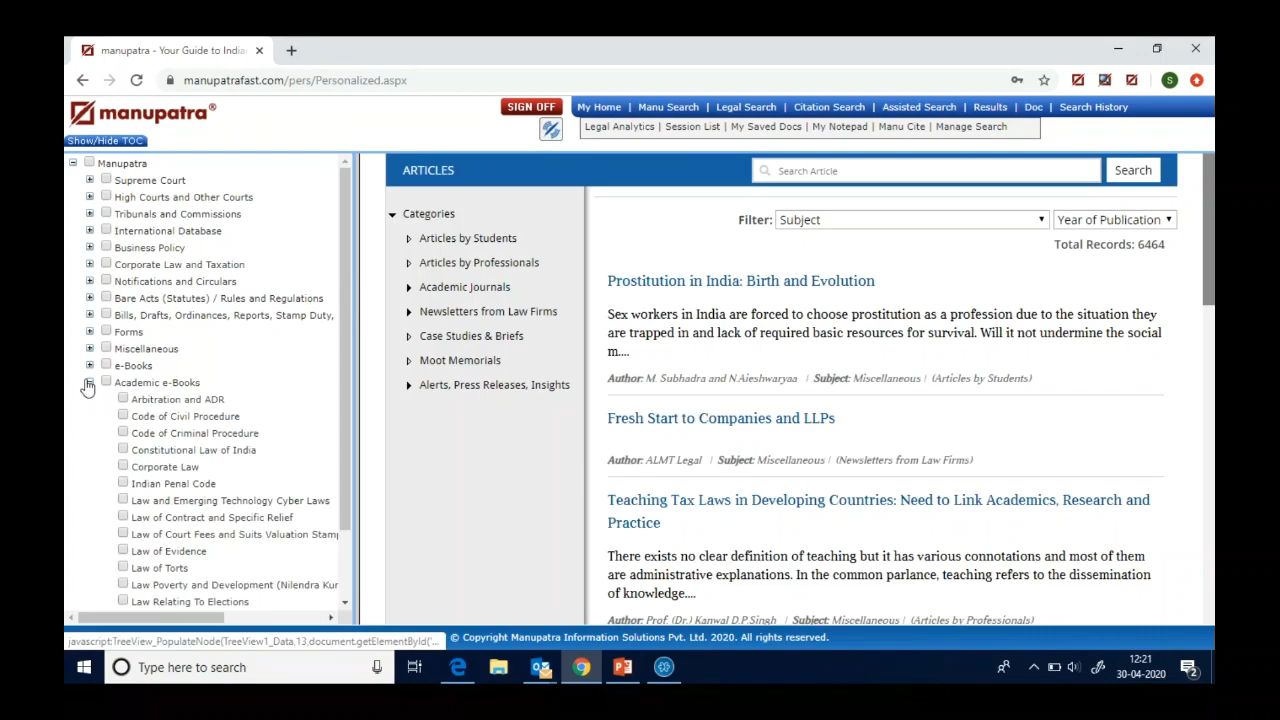 manupatra - Your Guide to India
manupatrafast.com/pers/Personalized.aspx
S
manupatra®
SIGN OFF
My Home | Manu Search | Legal Search | Citation Search | Assisted Search | Results | Doc | Search History
Legal Analytics | Session List | My Saved Docs | My Notepad | Manu Cite | Manage Search
Show/Hide TOC
Manupatra
Supreme Court
High Courts and Other Courts
Tribunals and Commissions
International Database
Business Policy
Corporate Law and Taxation
Notifications and Circulars
Bare Acts (Statutes) / Rules and Regulations
Bills, Drafts, Ordinances, Reports, Stamp Duty,
Forms
Miscellaneous
e-Books
Academic e-Books
Arbitration and ADR
Code of Civil Procedure
Code of Criminal Procedure
Constitutional Law of India
Corporate Law
Indian Penal Code
Law and Emerging Technology Cyber Laws
Law of Contract and Specific Relief
Law of Court Fees and Suits Valuation Stamp
Law of Evidence
Law of Torts
Law Poverty and Development (Nilendra Kur
Law Relating To Elections
ARTICLES
Search Article
Search
Categories
Articles by Students
Articles by Professionals
Academic Journals
Newsletters from Law Firms
Case Studies & Briefs
Moot Memorials
Alerts, Press Releases, Insights
Filter: Subject
Year of Publication
Total Records: 6464
Prostitution in India: Birth and Evolution
Sex workers in India are forced to choose prostitution as a profession due to the situation they
are trapped in and lack of required basic resources for survival. Will it not undermine the social
m....
Author: M. Subhadra and N.Aieshwaryaa | Subject: Miscellaneous | (Articles by Students)
Fresh Start to Companies and LLPs
Author: ALMT Legal | Subject: Miscellaneous | (Newsletters from Law Firms)
Teaching Tax Laws in Developing Countries: Need to Link Academics, Research and
Practice
There exists no clear definition of teaching but it has various connotations and most of them
are administrative explanations. In the common parlance, teaching refers to the dissemination
of knowledge....
Author: Prof. (Dr.) Kanwal D.P.Singh | Subject: Miscellaneous | (Articles by Professionals)
javascript:TreeView_PopulateNode(TreeView1_Data,13,document.getElementById('...
© Copyright Manupatra Information Solutions Pvt. Ltd. 2020. All rights reserved.
Type here to search
12:21
30-04-2020
2